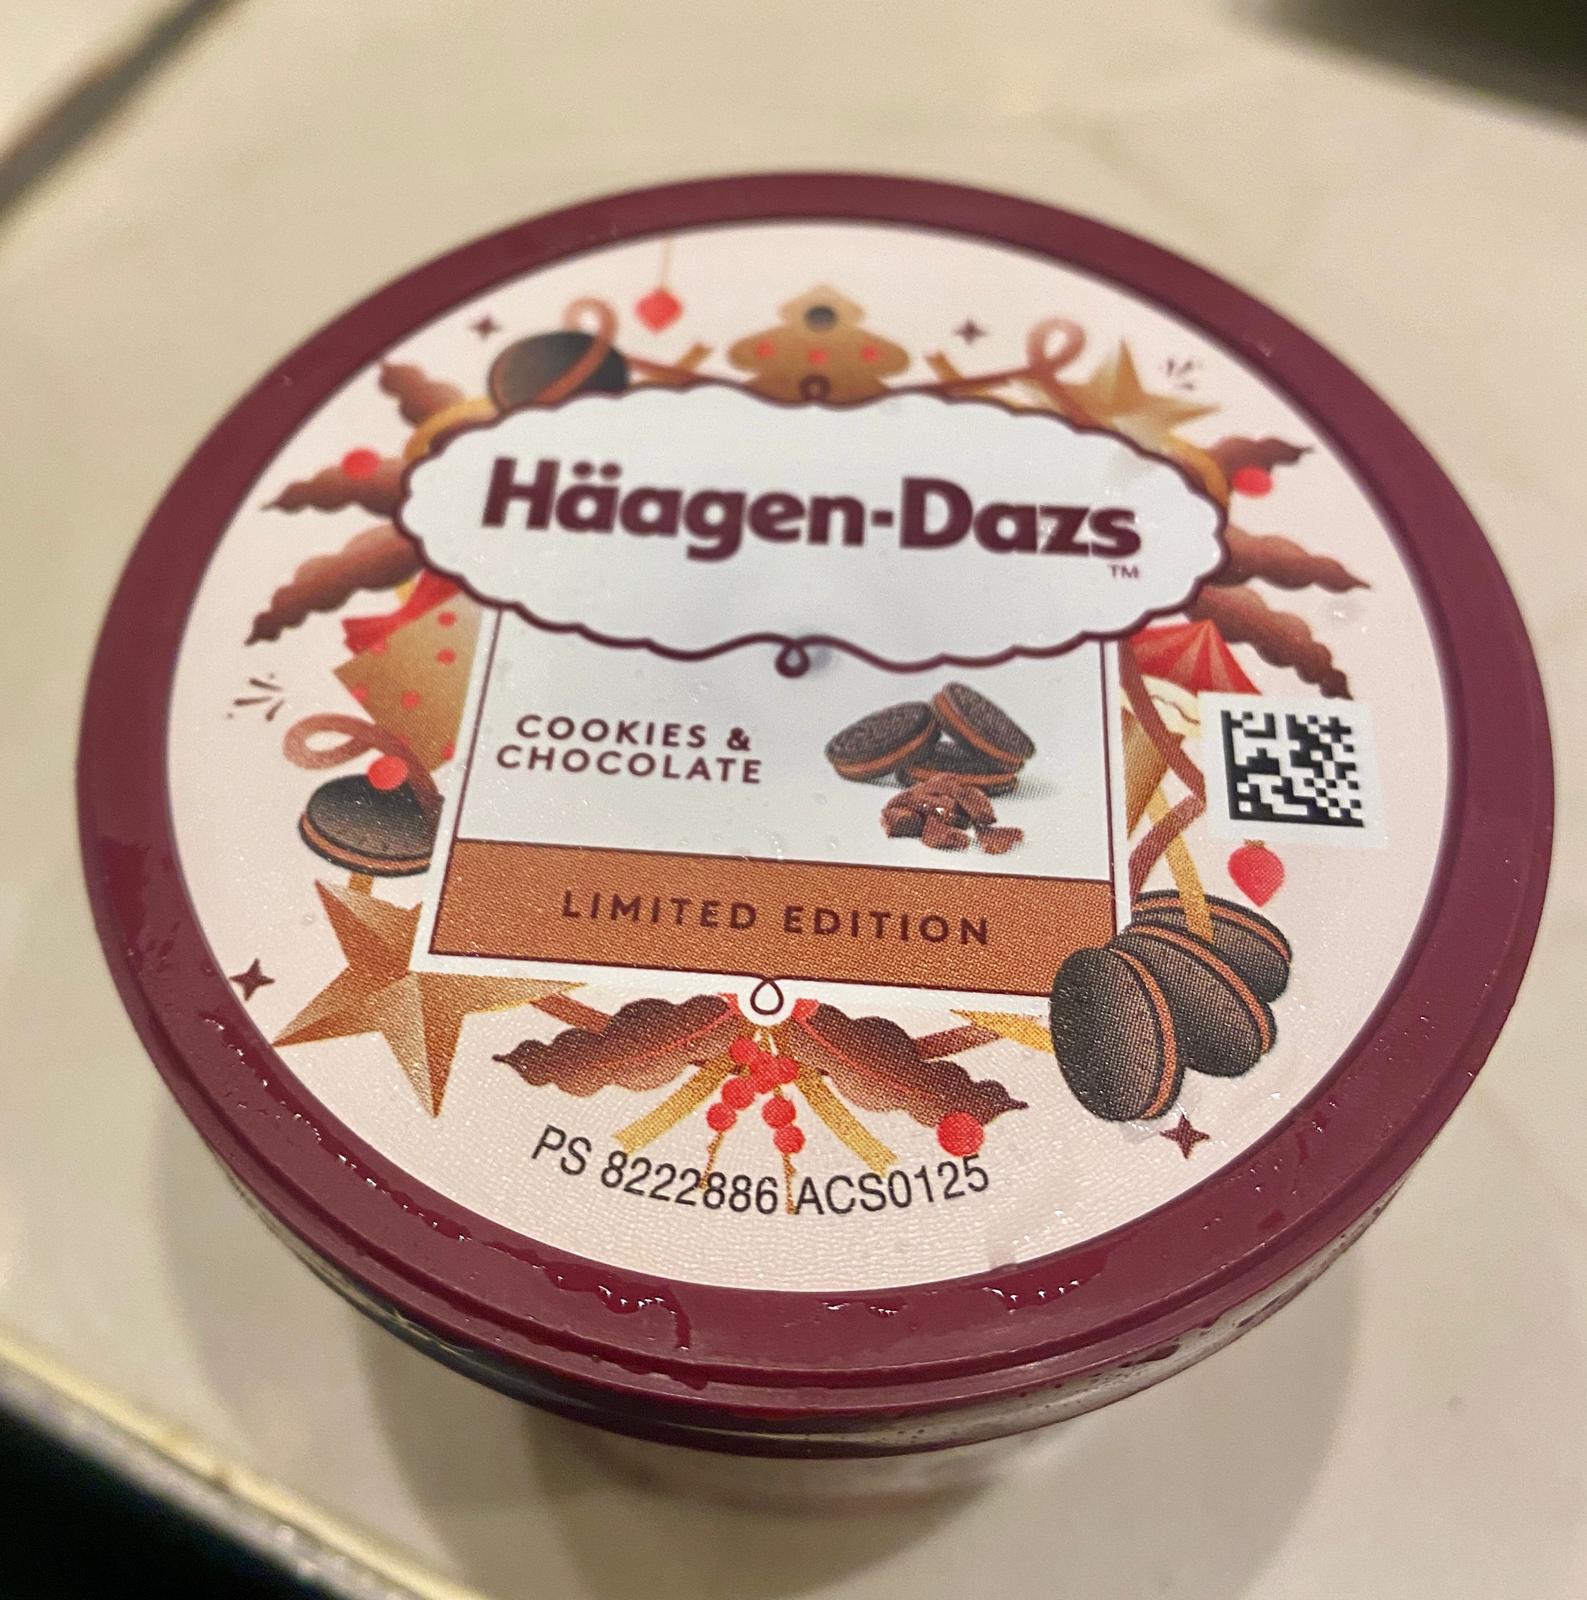 Häagen-Dazs
TM
COOKIES &
CHOCOLATE
LIMITED EDITION
PS 8222886 ACS0125